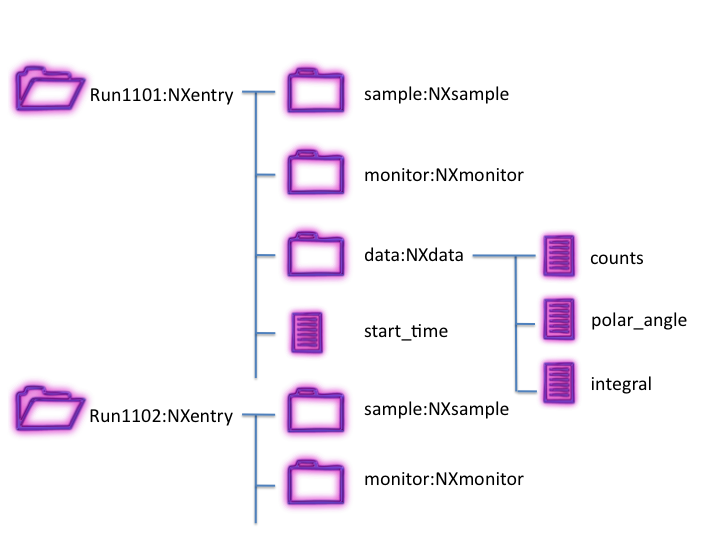 Run1101:NXentry
sample:NXsample
monitor:NXmonitor
data:NXdata
counts
polar_angle
integral
start_time
Run1102:NXentry
sample:NXsample
monitor:NXmonitor